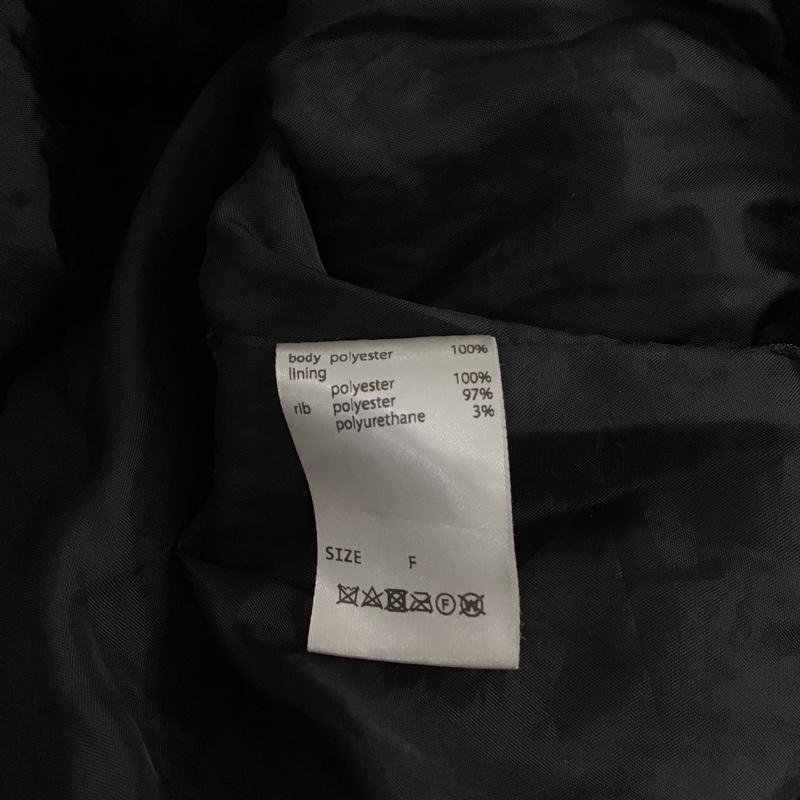 body polyester 100%
lining
polyester 100%
rib polyester 97%
polyurethane 3%
SIZE F
F W